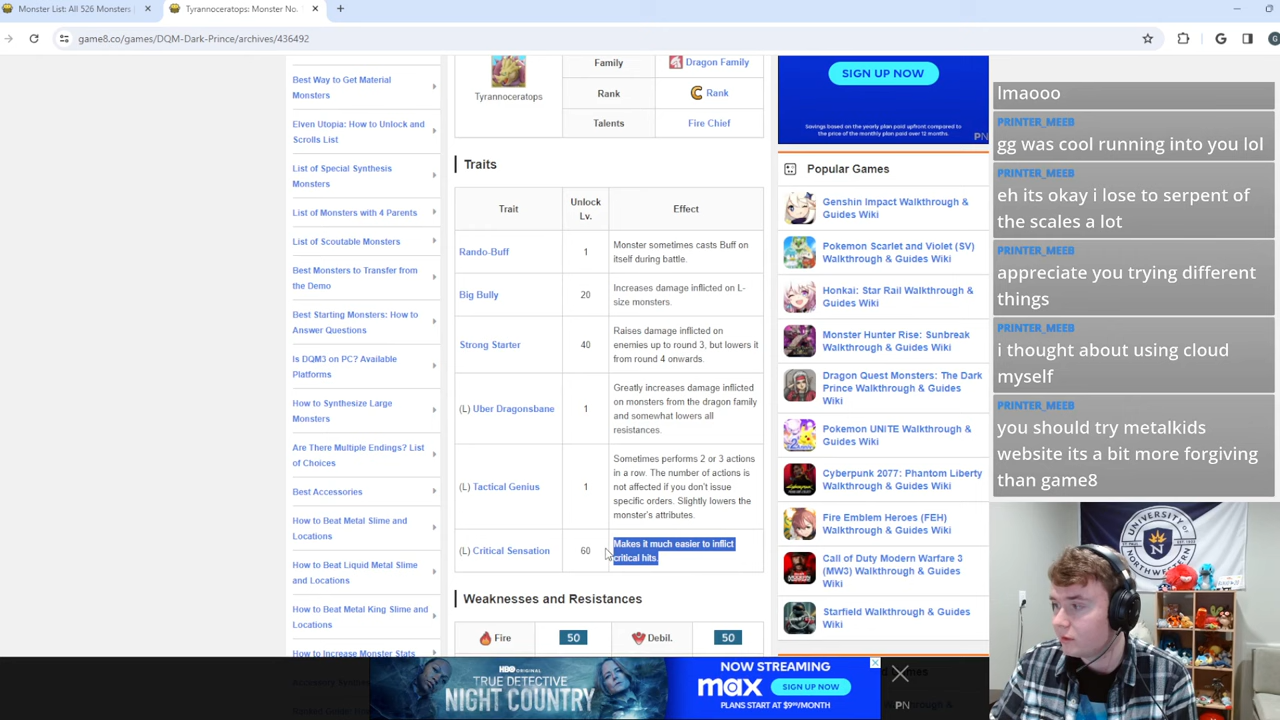 Monster List: All 526 Monsters
Tyrannoceratops: Monster No.
game8.co/games/DQM-Dark-Prince/archives/436492
Best Way to Get Material
Monsters
Elven Utopia: How to Unlock and
Scrolls List
List of Special Synthesis
Monsters
List of Monsters with 4 Parents
List of Scoutable Monsters
Best Monsters to Transfer from
the Demo
Best Starting Monsters: How to
Answer Questions
Is DQM3 on PC? Available
Platforms
How to Synthesize Large
Monsters
Are There Multiple Endings? List
of Choices
Best Accessories
How to Beat Metal Slime and
Locations
How to Beat Liquid Metal Slime
and Locations
How to Beat Metal King Slime and
Locations
How to Increase Monster Stats
Tyrannoceratops
Family
Dragon Family
Rank
C Rank
Talents
Fire Chief
Traits
Trait
Unlock
Lv.
Effect
Rando-Buff
1
Monster sometimes casts Buff on
itself during battle.
Big Bully
20
Increases damage inflicted on L-
size monsters.
Strong Starter
40
Raises damage inflicted on
enemies up to round 3, but lowers it
from round 4 onwards.
(L) Uber Dragonsbane
1
Greatly increases damage inflicted
on monsters from the dragon family
and somewhat lowers all
resistances.
(L) Tactical Genius
1
Sometimes performs 2 or 3 actions
in a row. The number of actions is
not affected if you don't issue
specific orders. Slightly lowers the
monster's attributes.
(L) Critical Sensation
60
Makes it much easier to inflict
critical hits.
Weaknesses and Resistances
Fire
50
Debil.
50
SIGN UP NOW
Savings based on the yearly plan paid upfront compared to
the price of the monthly plan paid over 12 months.
PN
Popular Games
Genshin Impact Walkthrough &
Guides Wiki
Pokemon Scarlet and Violet (SV)
Walkthrough & Guides Wiki
Honkai: Star Rail Walkthrough &
Guides Wiki
Monster Hunter Rise: Sunbreak
Walkthrough & Guides Wiki
Dragon Quest Monsters: The Dark
Prince Walkthrough & Guides
Wiki
Pokemon UNITE Walkthrough &
Guides Wiki
Cyberpunk 2077: Phantom Liberty
Walkthrough & Guides Wiki
Fire Emblem Heroes (FEH)
Walkthrough & Guides Wiki
Call of Duty Modern Warfare 3
(MW3) Walkthrough & Guides
Wiki
Starfield Walkthrough & Guides
Wiki
HBO ORIGINAL
TRUE DETECTIVE
NIGHT COUNTRY
NOW STREAMING
max
SIGN UP NOW
PLANS START AT $9.99/MONTH
PN
lmaooo
PRINTER_MEEB
gg was cool running into you lol
PRINTER_MEEB
eh its okay i lose to serpent of
the scales a lot
PRINTER_MEEB
appreciate you trying different
things
PRINTER_MEEB
i thought about using cloud
myself
PRINTER_MEEB
you should try metalkids
website its a bit more forgiving
than game8
UNIVERSITY
N
NORTHWESTERN